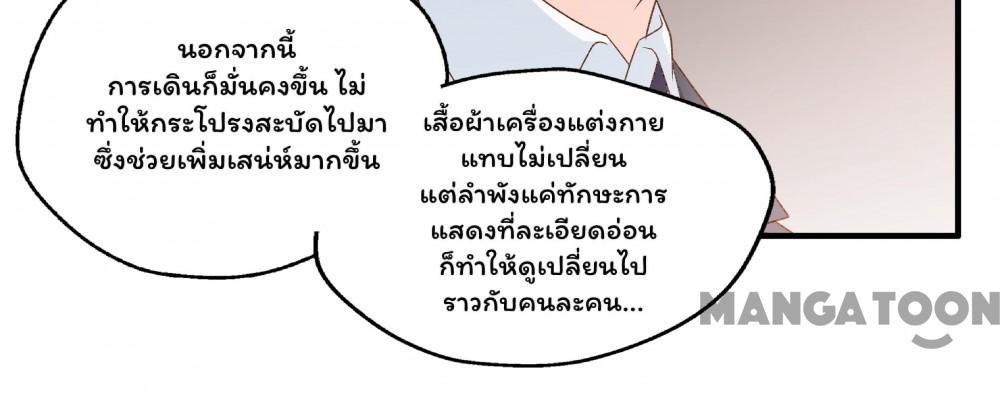 นอกจากนี้
การเดินก็มั่นคงขึ้น ไม่
ทำให้กระโปรงสะบัดไปมา
ซึ่งช่วยเพิ่มเสน่ห์มากขึ้น
เสื้อผ้าเครื่องแต่งกาย
แทบไม่เปลี่ยน
แต่ลำพังแค่ทักษะการ
แสดงที่ละเอียดอ่อน
ก็ทำให้ดูเปลี่ยนไป
ราวกับคนละคน...
MANGATOON